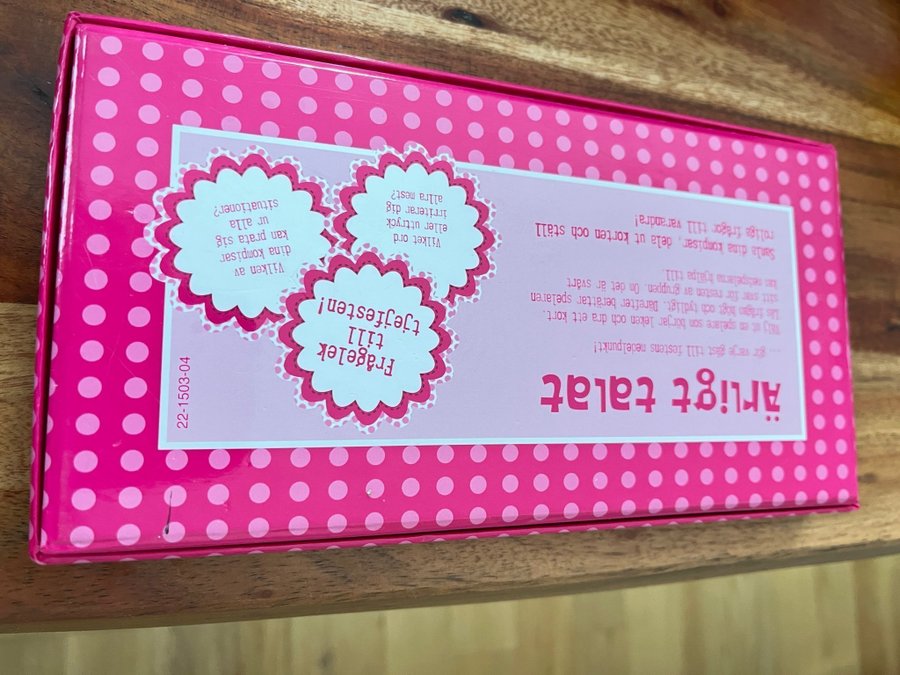 Ärligt talat
...gör varje gäst till festens medelpunkt!
Välj ut en spelare som börjar leken och dra ett kort.
Läs frågan högt och tydligt. Därefter berättar spelaren
sitt svar för resten av gruppen. Om det är svårt
kan medspelarna hjälpa till...
Samla dina kompisar, dela ut korten och ställ
roliga frågor till varandra!
Frågelek
till
tjejfesten!
Vilket ord
eller uttryck
irriterar dig
allra mest?
Vilken av
dina kompisar
kan prata sig
ur alla
situationer?
22-1503-04